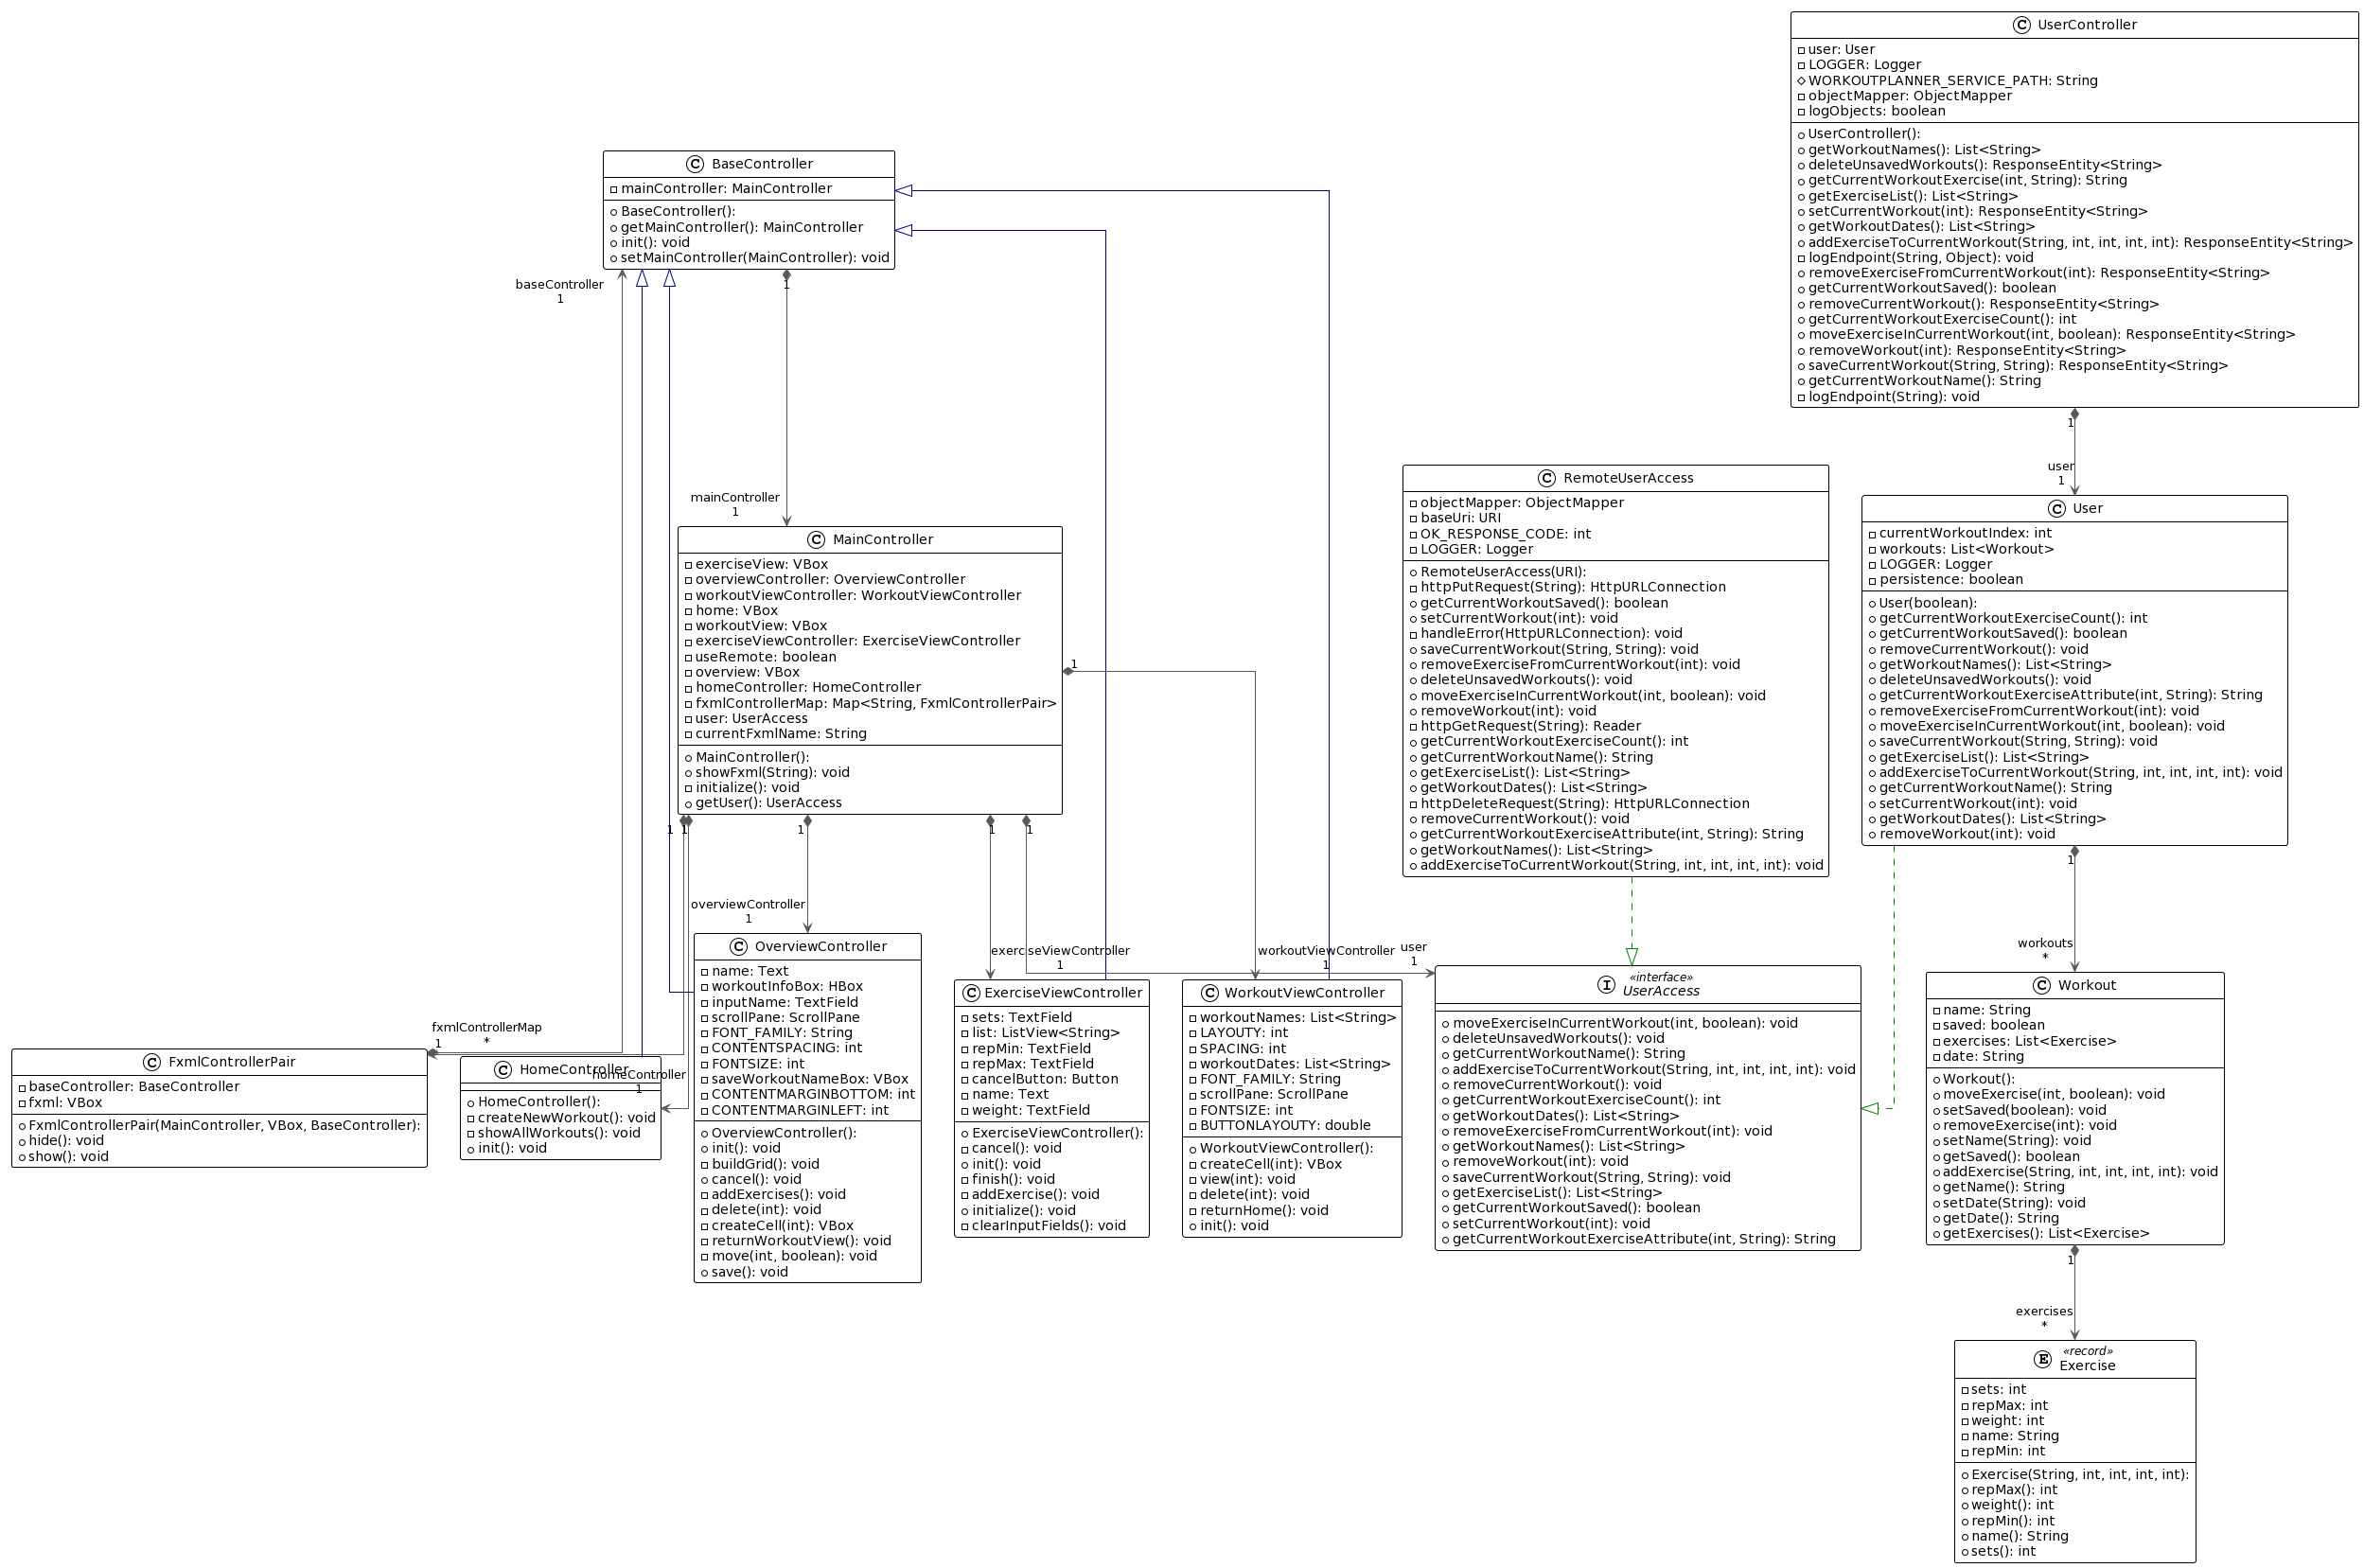 C UserController
user: User
LOGGER: Logger
WORKOUTPLANNER_SERVICE_PATH: String
objectMapper: ObjectMapper
logObjects: boolean
UserController():
getWorkoutNames(): List<String>
deleteUnsavedWorkouts(): ResponseEntity<String>
getCurrentWorkoutExercise(int, String): String
getExerciseList(): List<String>
setCurrentWorkout(int): ResponseEntity<String>
getWorkoutDates(): List<String>
addExerciseToCurrentWorkout(String, int, int, int, int): ResponseEntity<String>
logEndpoint(String, Object): void
removeExerciseFromCurrentWorkout(int): ResponseEntity<String>
getCurrentWorkoutSaved(): boolean
removeCurrentWorkout(): ResponseEntity<String>
getCurrentWorkoutExerciseCount(): int
moveExerciseInCurrentWorkout(int, boolean): ResponseEntity<String>
removeWorkout(int): ResponseEntity<String>
saveCurrentWorkout(String, String): ResponseEntity<String>
getCurrentWorkoutName(): String
logEndpoint(String): void
C BaseController
mainController: MainController
BaseController():
getMainController(): MainController
init(): void
setMainController(MainController): void
baseController
1
1
mainController
1
1
user
1
C MainController
exerciseView: VBox
overviewController: OverviewController
workoutViewController: WorkoutViewController
home: VBox
workoutView: VBox
exerciseViewController: ExerciseViewController
useRemote: boolean
overview: VBox
homeController: HomeController
fxmlControllerMap: Map<String, FxmlControllerPair>
user: UserAccess
currentFxmlName: String
MainController():
showFxml(String): void
initialize(): void
getUser(): UserAccess
1
1
1
1
1
1
C RemoteUserAccess
objectMapper: ObjectMapper
baseUri: URI
OK_RESPONSE_CODE: int
LOGGER: Logger
RemoteUserAccess(URI):
httpPutRequest(String): HttpURLConnection
getCurrentWorkoutSaved(): boolean
setCurrentWorkout(int): void
handleError(HttpURLConnection): void
saveCurrentWorkout(String, String): void
removeExerciseFromCurrentWorkout(int): void
deleteUnsavedWorkouts(): void
moveExerciseInCurrentWorkout(int, boolean): void
removeWorkout(int): void
httpGetRequest(String): Reader
getCurrentWorkoutExerciseCount(): int
getCurrentWorkoutName(): String
getExerciseList(): List<String>
getWorkoutDates(): List<String>
httpDeleteRequest(String): HttpURLConnection
removeCurrentWorkout(): void
getCurrentWorkoutExerciseAttribute(int, String): String
getWorkoutNames(): List<String>
addExerciseToCurrentWorkout(String, int, int, int, int): void
C User
currentWorkoutIndex: int
workouts: List<Workout>
LOGGER: Logger
persistence: boolean
User(boolean):
getCurrentWorkoutExerciseCount(): int
getCurrentWorkoutSaved(): boolean
removeCurrentWorkout(): void
getWorkoutNames(): List<String>
deleteUnsavedWorkouts(): void
getCurrentWorkoutExerciseAttribute(int, String): String
removeExerciseFromCurrentWorkout(int): void
moveExerciseInCurrentWorkout(int, boolean): void
saveCurrentWorkout(String, String): void
getExerciseList(): List<String>
addExerciseToCurrentWorkout(String, int, int, int, int): void
getCurrentWorkoutName(): String
setCurrentWorkout(int): void
getWorkoutDates(): List<String>
removeWorkout(int): void
1
workouts
*
overviewController
1
exerciseViewController
1
workoutViewController
1
user
1
fxmlControllerMap
*
1
homeController
1
C FxmlControllerPair
baseController: BaseController
fxml: VBox
FxmlControllerPair(MainController, VBox, BaseController):
hide(): void
show(): void
C HomeController
HomeController():
createNewWorkout(): void
showAllWorkouts(): void
init(): void
C OverviewController
name: Text
workoutInfoBox: HBox
inputName: TextField
scrollPane: ScrollPane
FONT_FAMILY: String
CONTENTSPACING: int
FONTSIZE: int
saveWorkoutNameBox: VBox
CONTENTMARGINBOTTOM: int
CONTENTMARGINLEFT: int
OverviewController():
init(): void
buildGrid(): void
cancel(): void
addExercises(): void
delete(int): void
createCell(int): VBox
returnWorkoutView(): void
move(int, boolean): void
save(): void
C ExerciseViewController
sets: TextField
list: ListView<String>
repMin: TextField
repMax: TextField
cancelButton: Button
name: Text
weight: TextField
ExerciseViewController():
cancel(): void
init(): void
finish(): void
addExercise(): void
initialize(): void
clearInputFields(): void
C WorkoutViewController
workoutNames: List<String>
LAYOUTY: int
SPACING: int
workoutDates: List<String>
FONT_FAMILY: String
scrollPane: ScrollPane
FONTSIZE: int
BUTTONLAYOUTY: double
WorkoutViewController():
createCell(int): VBox
view(int): void
delete(int): void
returnHome(): void
init(): void
«interface»
I UserAccess
moveExerciseInCurrentWorkout(int, boolean): void
deleteUnsavedWorkouts(): void
getCurrentWorkoutName(): String
addExerciseToCurrentWorkout(String, int, int, int, int): void
removeCurrentWorkout(): void
getCurrentWorkoutExerciseCount(): int
getWorkoutDates(): List<String>
removeExerciseFromCurrentWorkout(int): void
getWorkoutNames(): List<String>
removeWorkout(int): void
saveCurrentWorkout(String, String): void
getExerciseList(): List<String>
getCurrentWorkoutSaved(): boolean
setCurrentWorkout(int): void
getCurrentWorkoutExerciseAttribute(int, String): String
C Workout
name: String
saved: boolean
exercises: List<Exercise>
date: String
Workout():
moveExercise(int, boolean): void
setSaved(boolean): void
removeExercise(int): void
setName(String): void
getSaved(): boolean
addExercise(String, int, int, int, int): void
getName(): String
setDate(String): void
getDate(): String
getExercises(): List<Exercise>
1
exercises
*
«record»
E Exercise
sets: int
repMax: int
weight: int
name: String
repMin: int
Exercise(String, int, int, int, int):
repMax(): int
weight(): int
repMin(): int
name(): String
sets(): int